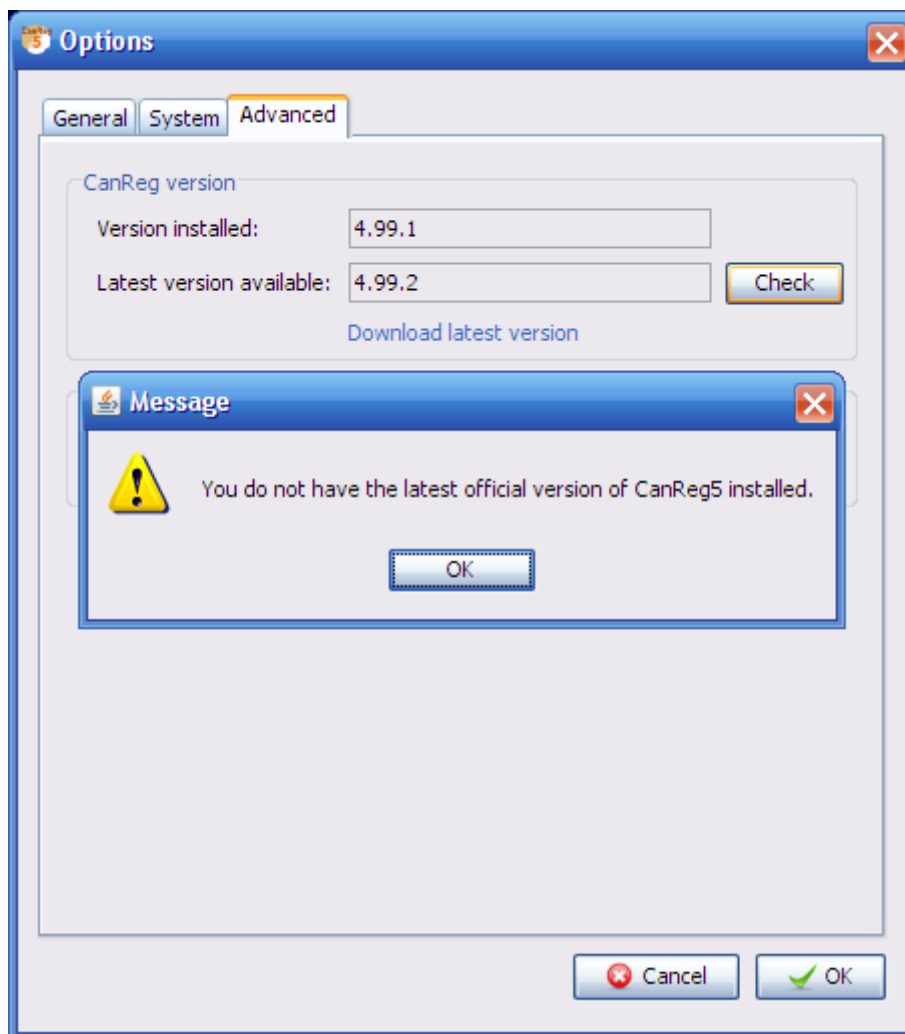 Options
General System Advanced
CanReg version
Version installed: 4.99.1
Latest version available: 4.99.2 Check
Download latest version
Message
You do not have the latest official version of CanReg5 installed.
OK
Cancel OK